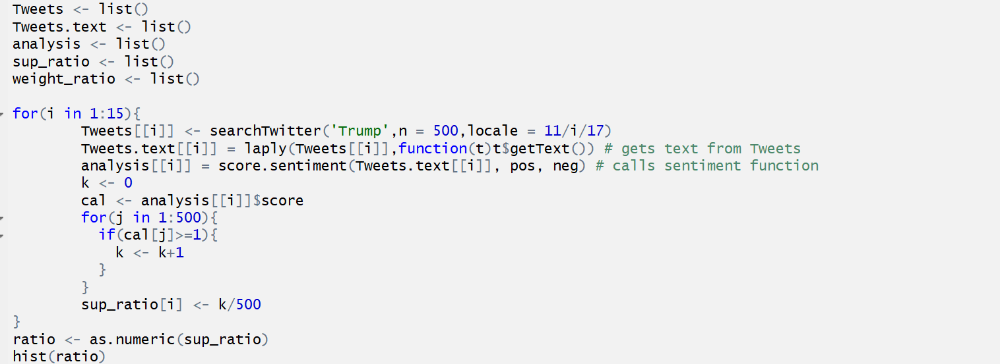 Tweets <- list()
Tweets.text <- list()
analysis <- list()
sup_ratio <- list()
weight_ratio <- list()

for(i in 1:15){
        Tweets[[i]] <- searchTwitter('Trump',n = 500,locale = 11/i/17)
        Tweets.text[[i]] = laply(Tweets[[i]],function(t)t$getText()) # gets text from Tweets
        analysis[[i]] = score.sentiment(Tweets.text[[i]], pos, neg) # calls sentiment function
        k <- 0
        cal <- analysis[[i]]$score
        for(j in 1:500){
          if(cal[j]>=1){
            k <- k+1
          }
        }
        sup_ratio[i] <- k/500
}
ratio <- as.numeric(sup_ratio)
hist(ratio)